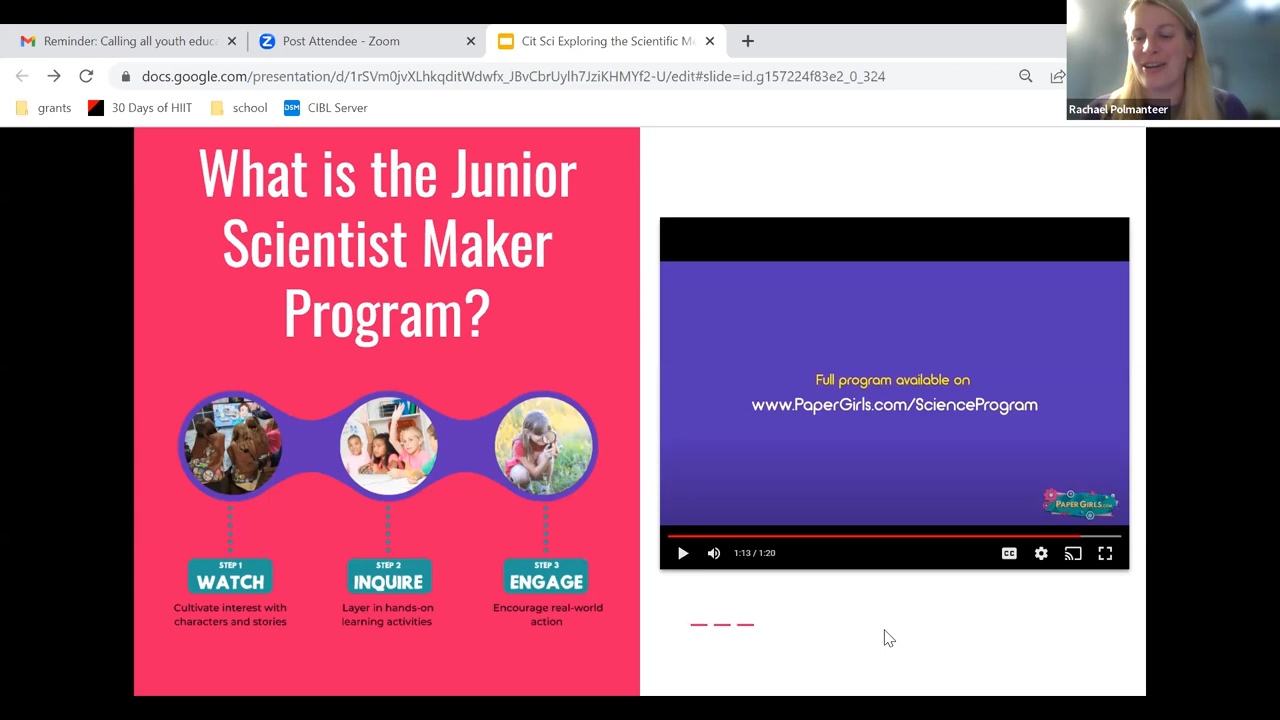 Reminder: Calling all youth educ
Post Attendee - Zoom
Cit Sci Exploring the Scientific M
docs.google.com/presentation/d/1rSVm0jvXLhkqditWdwfx_JBvCbrUylh7JziKHMYf2-U/edit#slide=id.g157224f83e2_0_324
grants
30 Days of HIIT
school
DSM
CIBL Server
Rachael Polmanteer
What is the Junior
Scientist Maker
Program?
STEP 1
WATCH
Cultivate interest with
characters and stories
STEP 2
INQUIRE
Layer in hands-on
learning activities
STEP 3
ENGAGE
Encourage real-world
action
Full program available on
www.PaperGirls.com/ScienceProgram
PAPER GIRLS.COM
1:13 / 1:20
CC